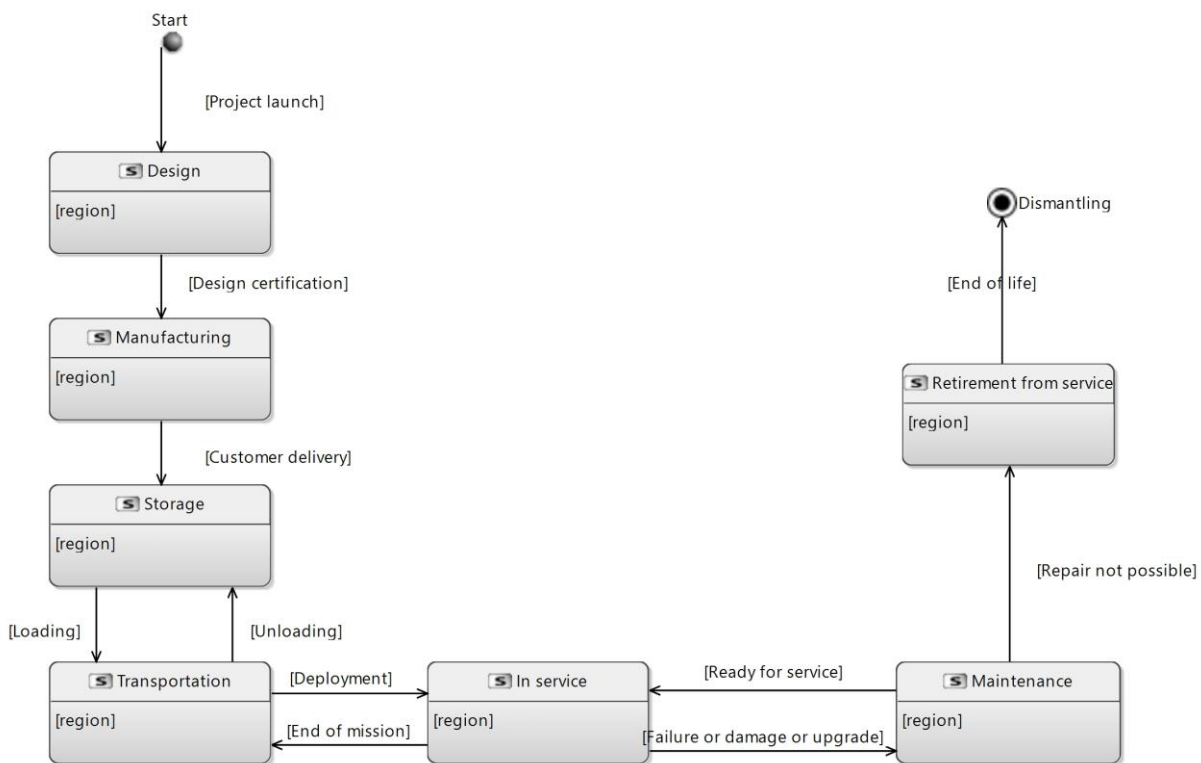 Start
[Project launch]
S Design
[region]
Dismantling
[Design certification]
[End of life]
S Manufacturing
[region]
S Retirement from service
[region]
[Customer delivery]
S Storage
[region]
[Repair not possible]
[Loading]
[Unloading]
S Transportation
[region]
[Deployment]
S In service
[region]
[Ready for service]
S Maintenance
[region]
[End of mission]
[Failure or damage or upgrade]